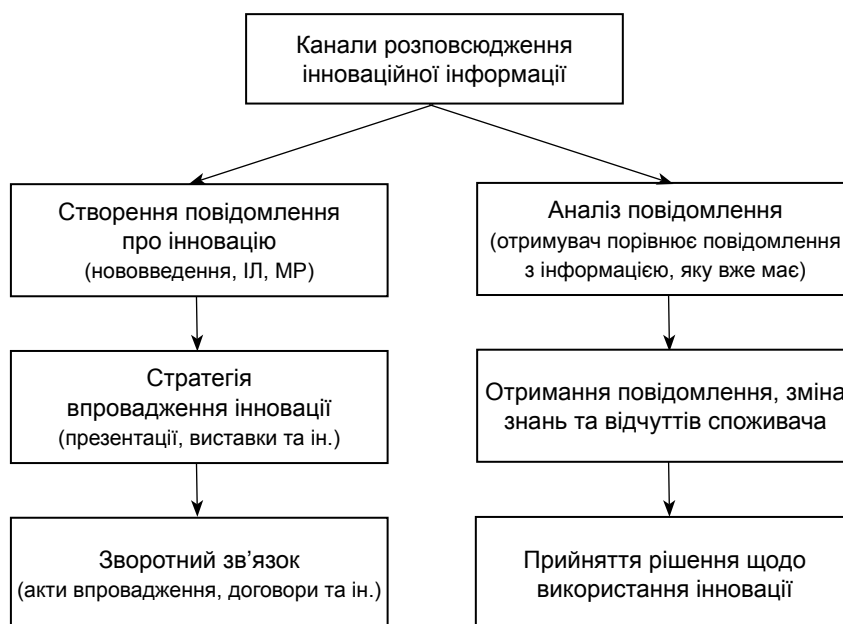 Канали розповсюдження
інноваційної інформації
Створення повідомлення
про інновацію
(нововведення, ІЛ, МР)
Аналіз повідомлення
(отримувач порівнює повідомлення
з інформацією, яку вже має)
Стратегія
впровадження інновації
(презентації, виставки та ін.)
Отримання повідомлення, зміна
знань та відчуттів споживача
Зворотний зв’язок
(акти впровадження, договори та ін.)
Прийняття рішення щодо
використання інновації